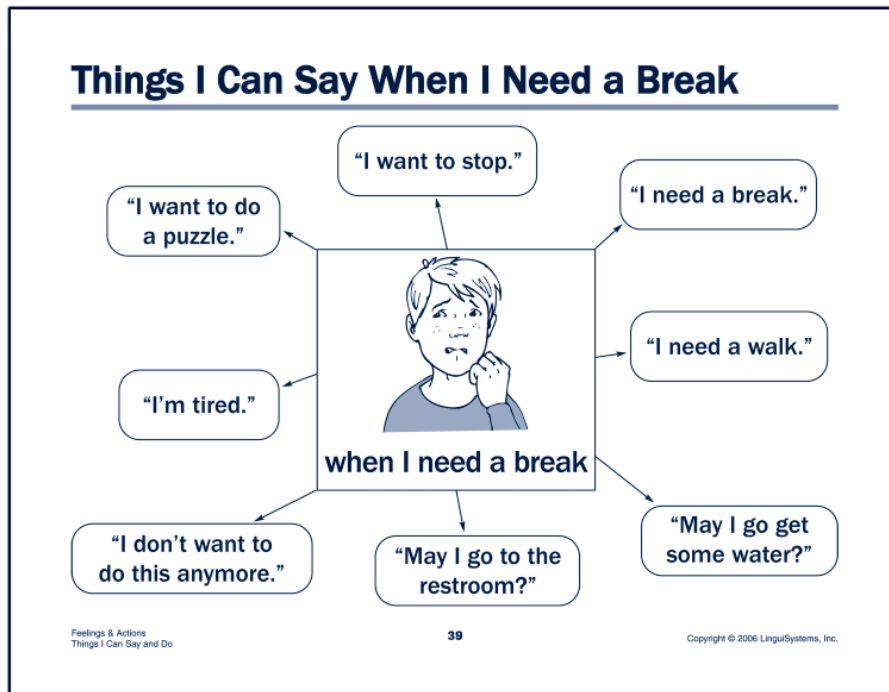 Things I Can Say When I Need a Break
“I want to stop.”
“I want to do
a puzzle.”
“I need a break.”
“I need a walk.”
“I’m tired.”
when I need a break
“I don’t want to
do this anymore.”
“May I go to the
restroom?”
“May I go get
some water?”
Feelings & Actions
Things I Can Say and Do
39
Copyright © 2006 LinguiSystems, Inc.